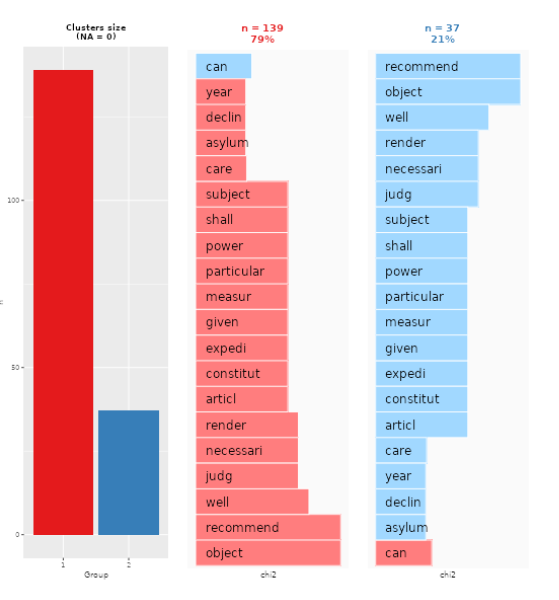 Clusters size
(NA = 0)
n = 139
79%
n = 37
21%
100
50
0
n
1
2
Group
can
year
declin
asylum
care
subject
shall
power
particular
measur
given
expedi
constitut
articl
render
necessari
judg
well
recommend
object
chi2
recommend
object
well
render
necessari
judg
subject
shall
power
particular
measur
given
expedi
constitut
articl
care
year
declin
asylum
can
chi2